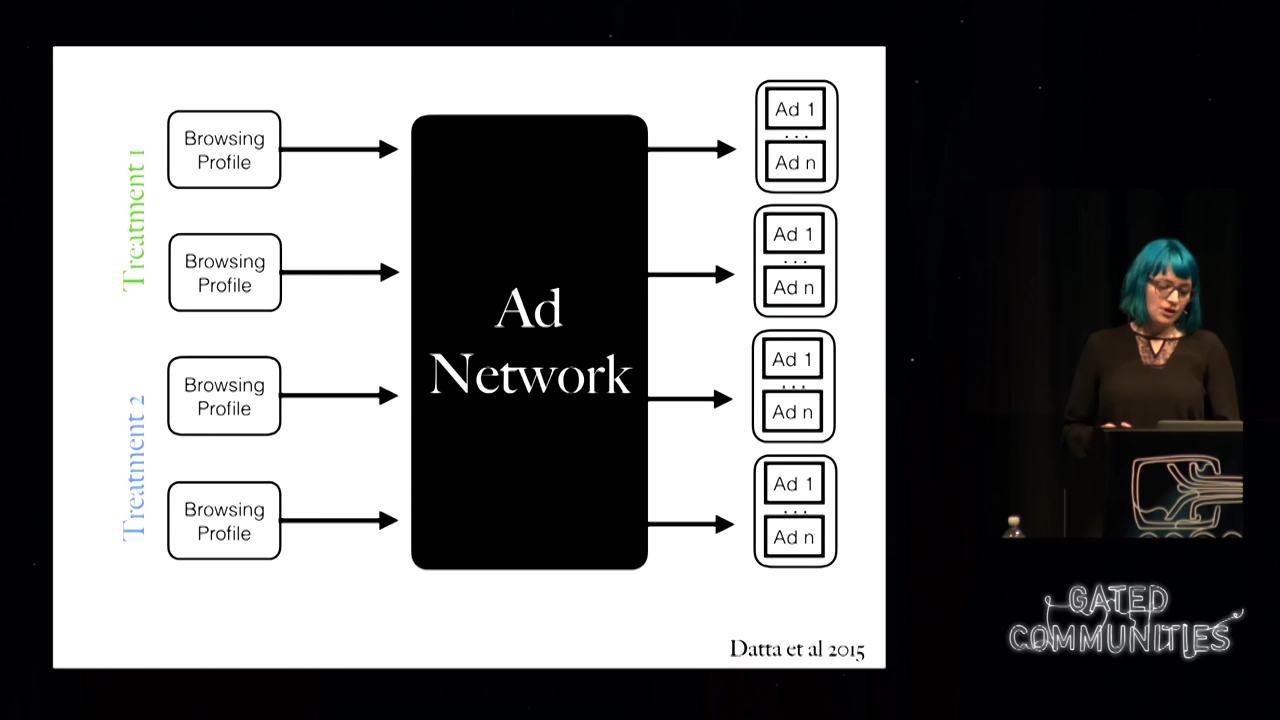 Treatment 1
Browsing
Profile
Browsing
Profile
Treatment 2
Browsing
Profile
Browsing
Profile
Ad
Network
Ad 1
...
Ad n
Ad 1
...
Ad n
Ad 1
...
Ad n
Ad 1
...
Ad n
Datta et al 2015
GATED
COMMUNITIES